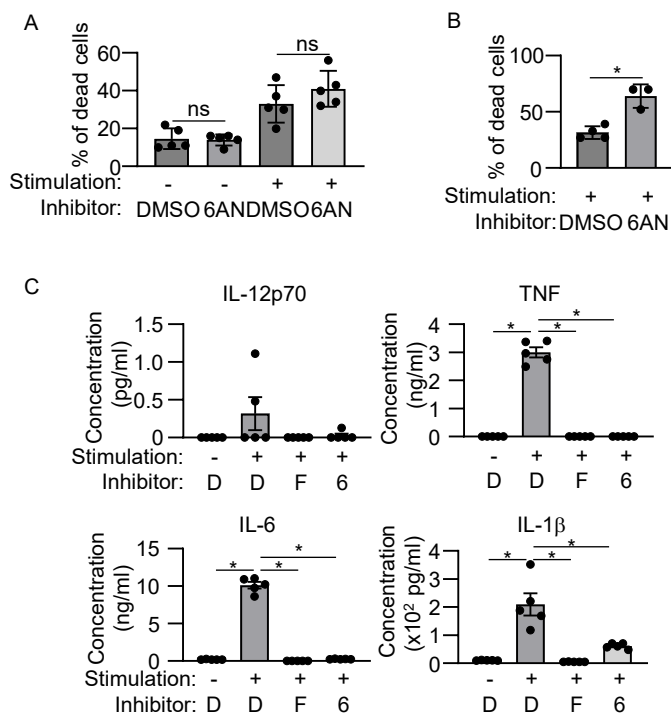 A
% of dead cells
60
40
20
0
ns
ns
Stimulation: - - + +
Inhibitor: DMSO 6AN DMSO 6AN
B
% of dead cells
100
50
0
*
Stimulation: + +
Inhibitor: DMSO 6AN
C
IL-12p70
Concentration
(pg/ml)
1.5
1.0
0.5
0.0
Stimulation: - + + +
Inhibitor: D D F 6
TNF
Concentration
(ng/ml)
4
3
2
1
0
*
* *
- + + +
D D F 6
IL-6
Concentration
(ng/ml)
15
10
5
0
*
* *
Stimulation: - + + +
Inhibitor: D D F 6
IL-1β
Concentration
(x10² pg/ml)
4
3
2
1
0
*
* *
- + + +
D D F 6